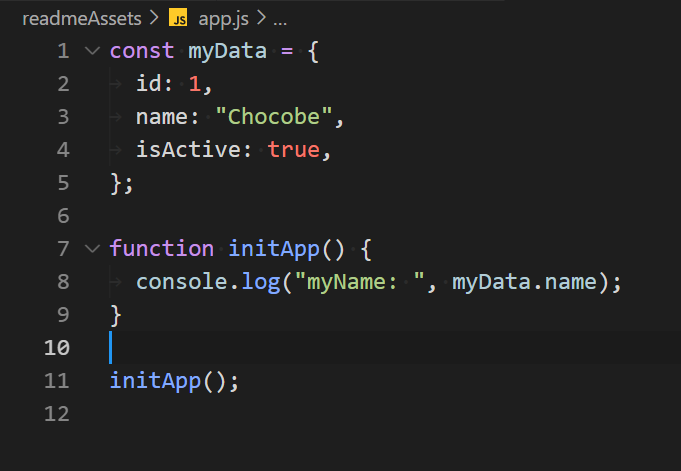 readmeAssets > JS app.js > ...
1 const myData = {
2 id: 1,
3 name: "Chocobe",
4 isActive: true,
5 };
6
7 function initApp() {
8 console.log("myName: ", myData.name);
9 }
10
11 initApp();
12